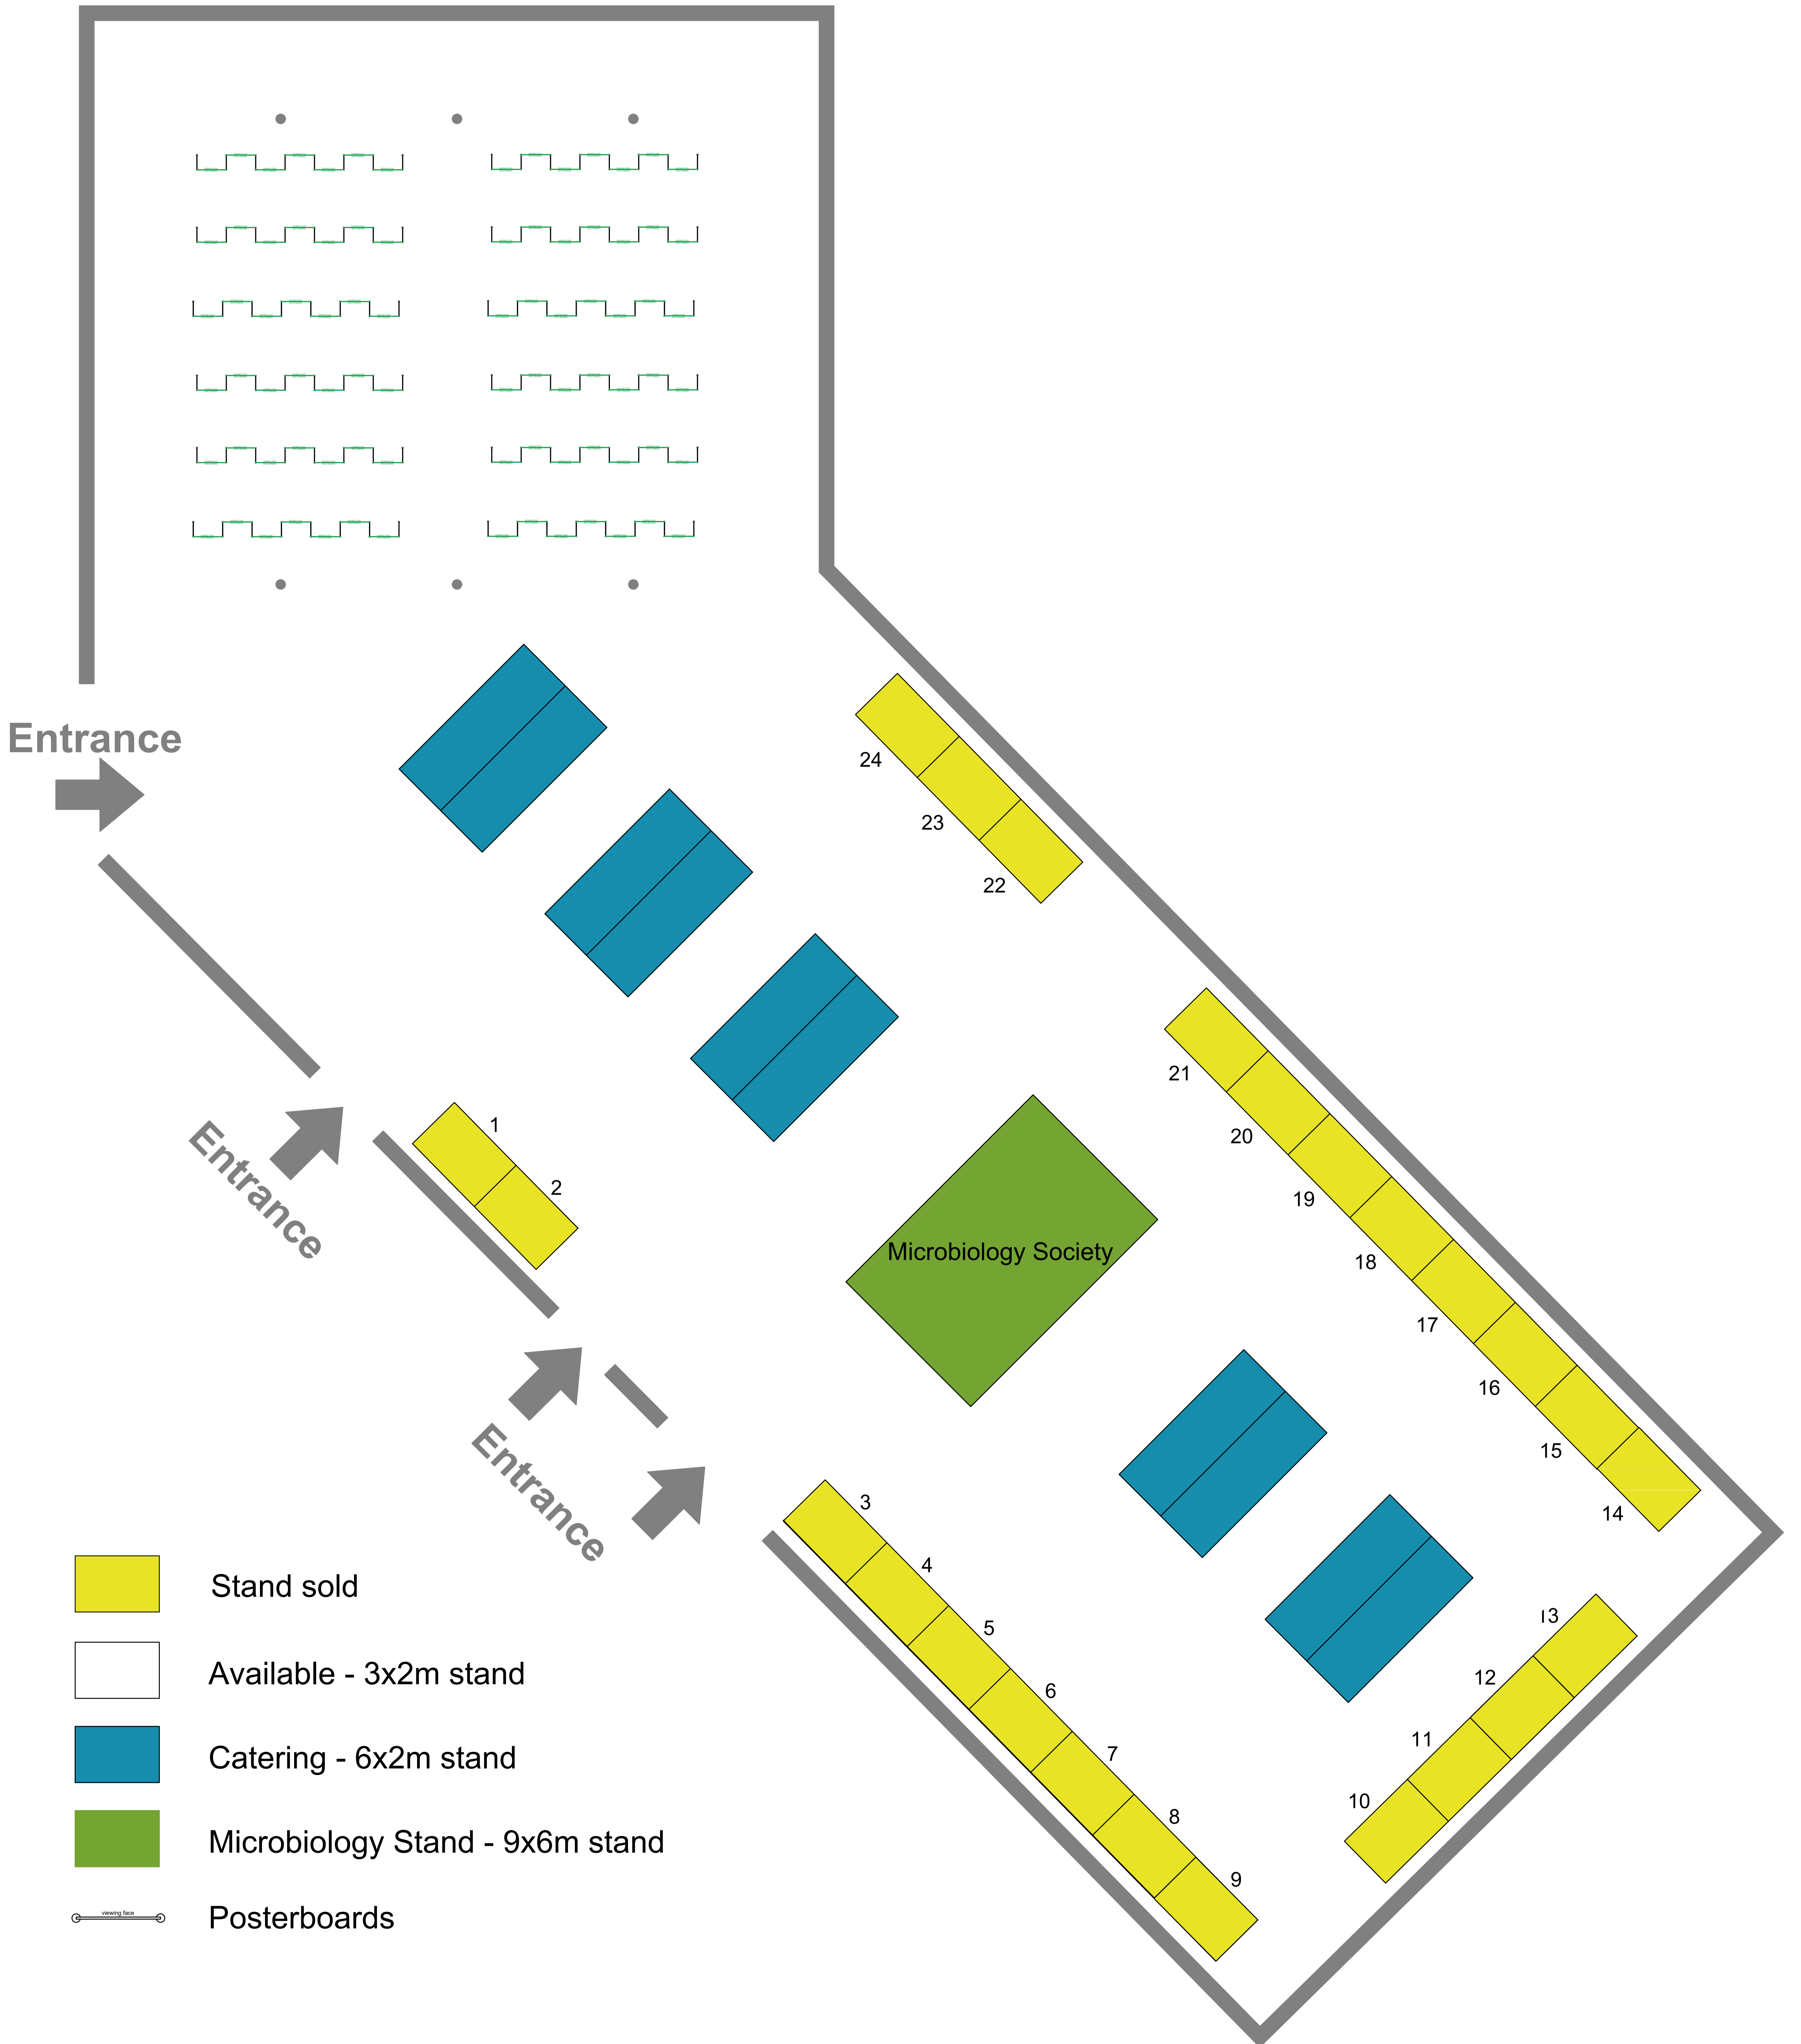 Entrance
24
23
22
21
20
19
18
17
16
15
14
1
2
Entrance
Microbiology Society
Entrance
3
4
5
6
7
8
9
13
12
11
10
Stand sold
Available - 3x2m stand
Catering - 6x2m stand
Microbiology Stand - 9x6m stand
viewing face
Posterboards